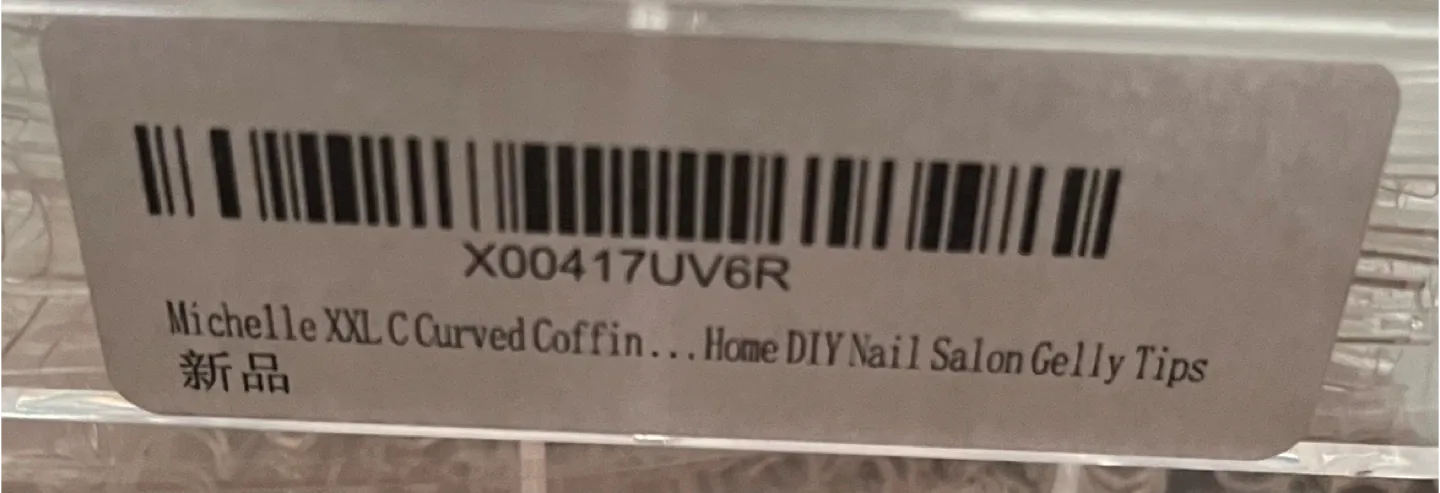 X00417UV6R
Michelle XXL C Curved Coffin...Home DIY Nail Salon Gelly Tips
新品